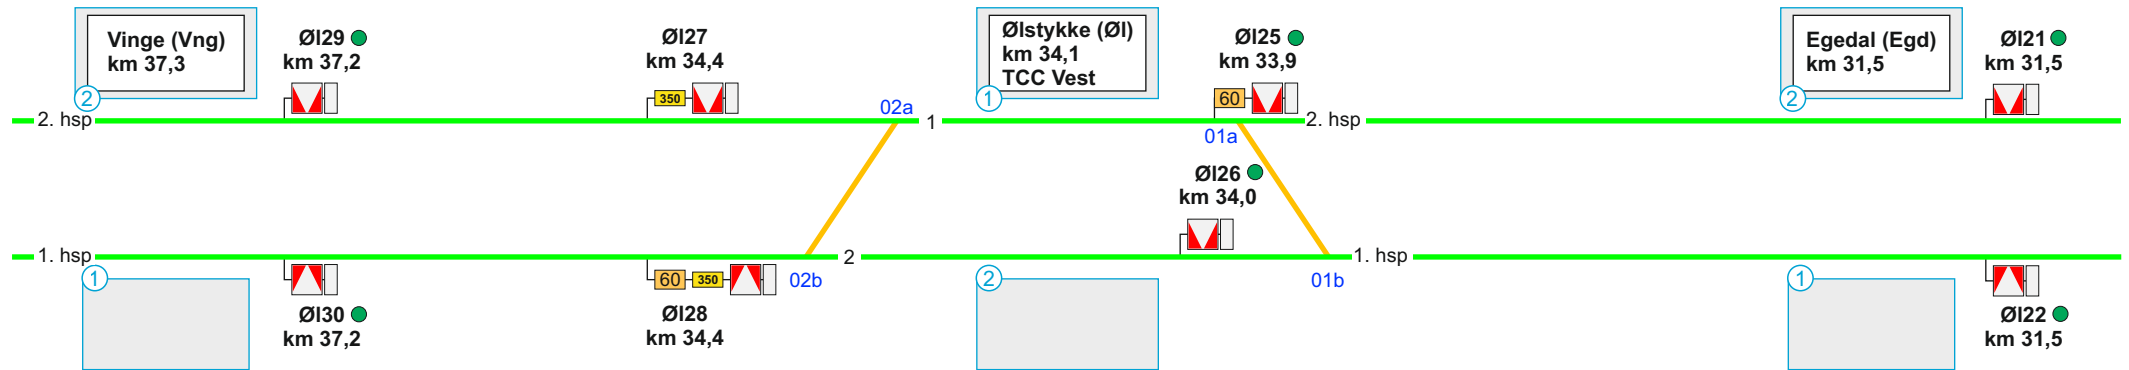 Vinge (Vng)
km 37,3
2
Øl29
km 37,2
Øl27
km 34,4
350
Ølstykke (Øl)
km 34,1
TCC Vest
1
Øl25
km 33,9
60
Egedal (Egd)
km 31,5
2
Øl21
km 31,5
2. hsp
02a
1
01a
2. hsp
Øl26
km 34,0
1. hsp
2
1. hsp
1
Øl30
km 37,2
60
350
Øl28
km 34,4
02b
2
01b
1
Øl22
km 31,5